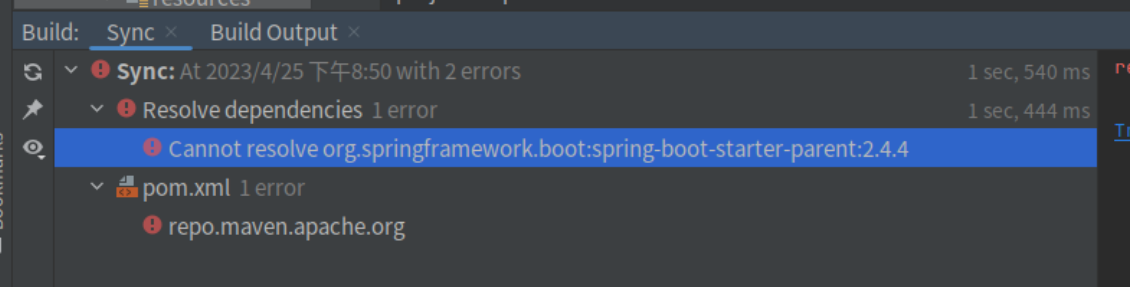 resources
Build: Sync × Build Output ×
Sync: At 2023/4/25 下午8:50 with 2 errors 1 sec, 540 ms
Resolve dependencies 1 error 1 sec, 444 ms
Cannot resolve org.springframework.boot:spring-boot-starter-parent:2.4.4
pom.xml 1 error
repo.maven.apache.org